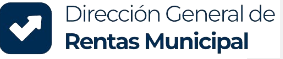 Dirección General de
Rentas Municipal